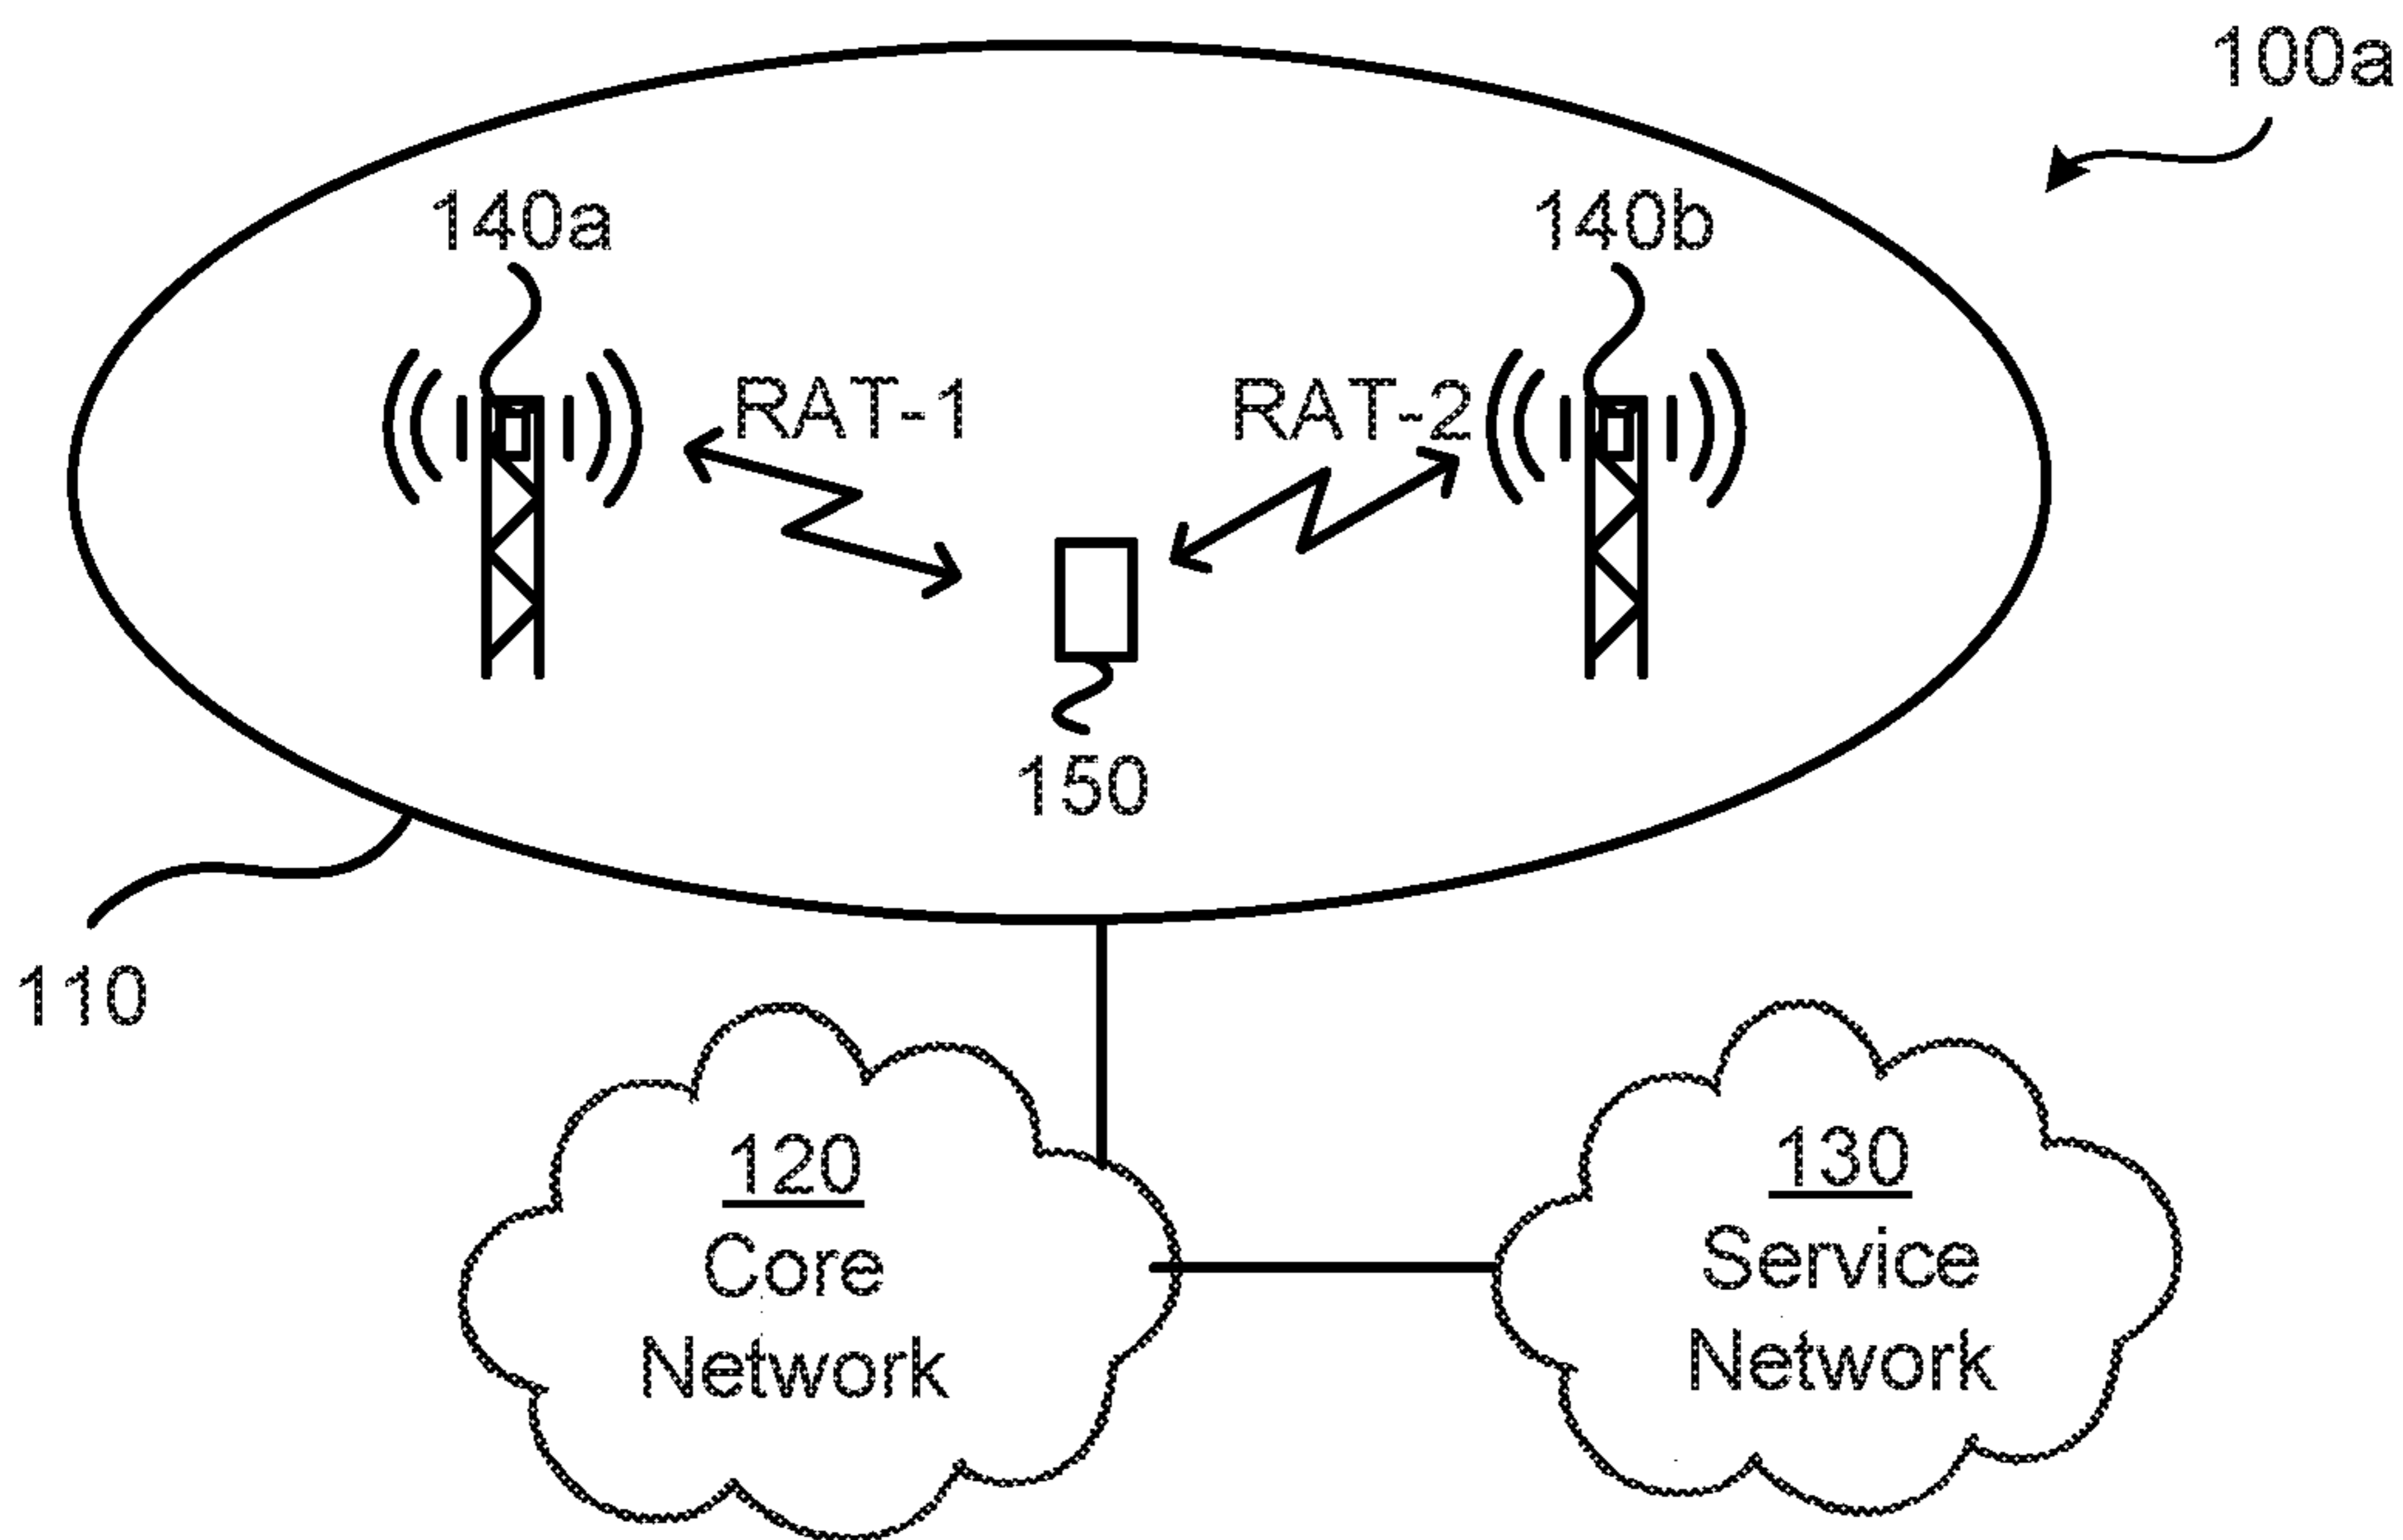 100a
140a
140b
RAT-1
RAT-2
150
110
120
Core
Network
130
Service
Network